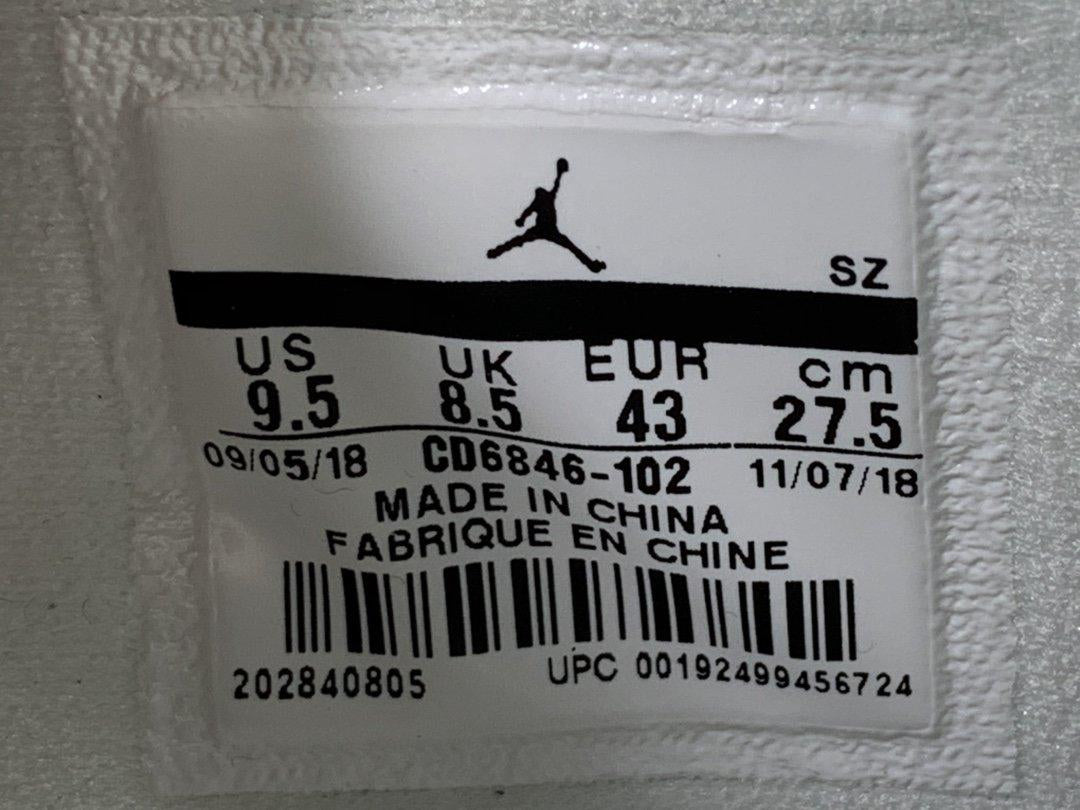 SZ
US UK EUR cm
9.5 8.5 43 27.5
09/05/18 CD6846-102 11/07/18
MADE IN CHINA
FABRIQUE EN CHINE
202840805 UPC 00192499456724